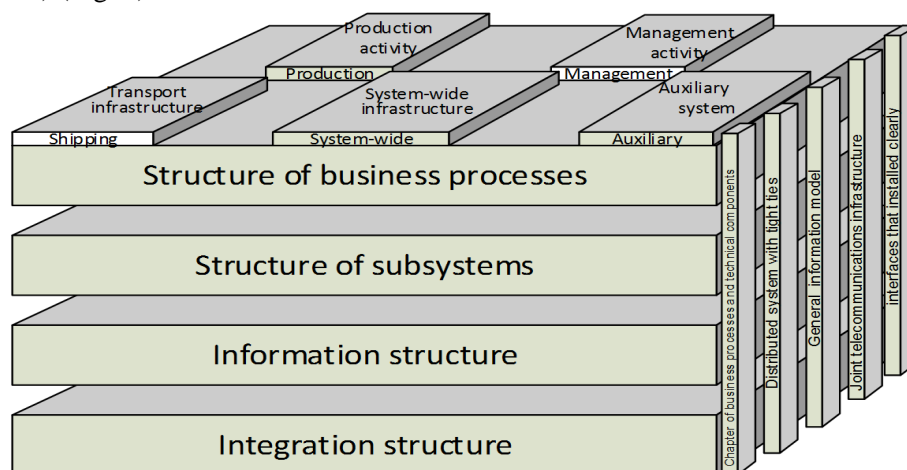 Production
activity
Management
activity
Production
Management
Transport
infrastructure
System-wide
infrastructure
Auxiliary
system
Shipping
System-wide
Auxiliary
Structure of business processes
Structure of subsystems
Information structure
Integration structure
Chapter of business processes and technical components
Distributed system with tight ties
General information model
Joint telecommunications infrastructure
interfaces that installed clearly